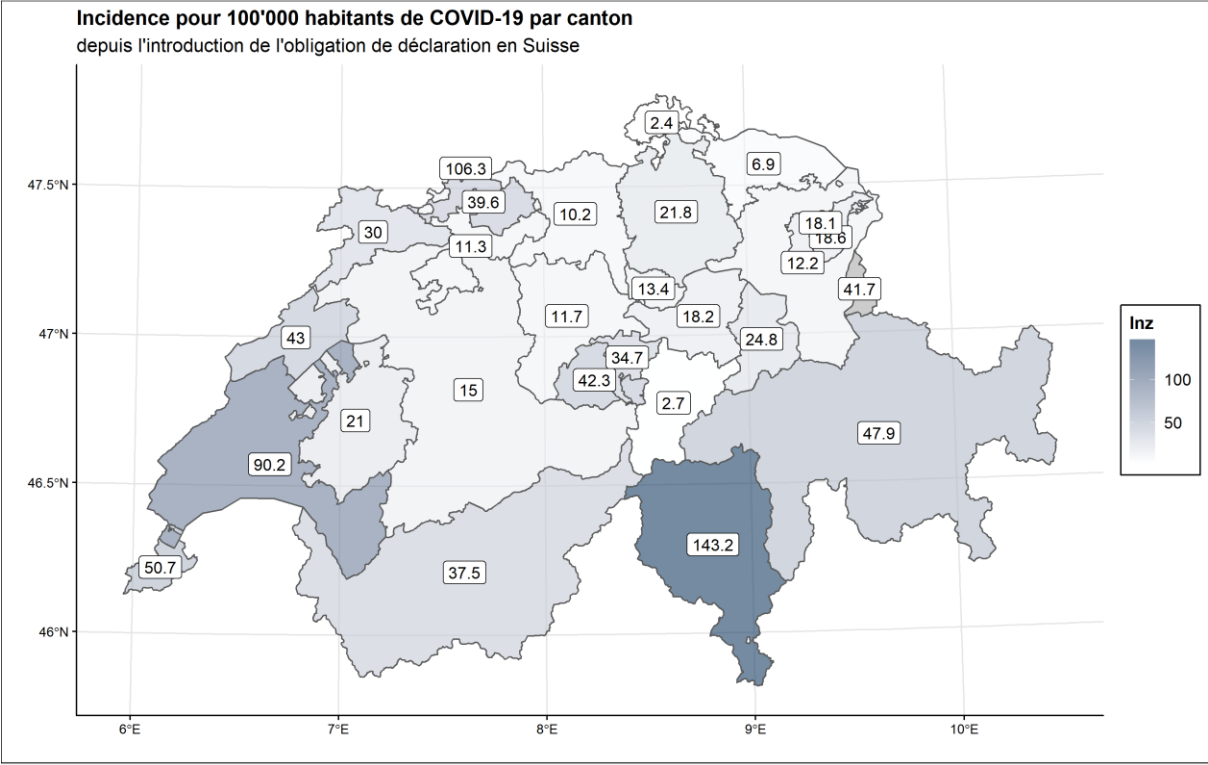 Incidence pour 100'000 habitants de COVID-19 par canton
depuis l'introduction de l'obligation de déclaration en Suisse
2.4
6.9
106.3
47.5°N
39.6
10.2
21.8
18.1
30
11.3
18.6
12.2
13.4
41.7
11.7
18.2
Inz
47°N
43
24.8
34.7
100
42.3
15
2.7
50
21
47.9
90.2
46.5°N
143.2
50.7
37.5
46°N
6°E
7°E
8°E
9°E
10°E